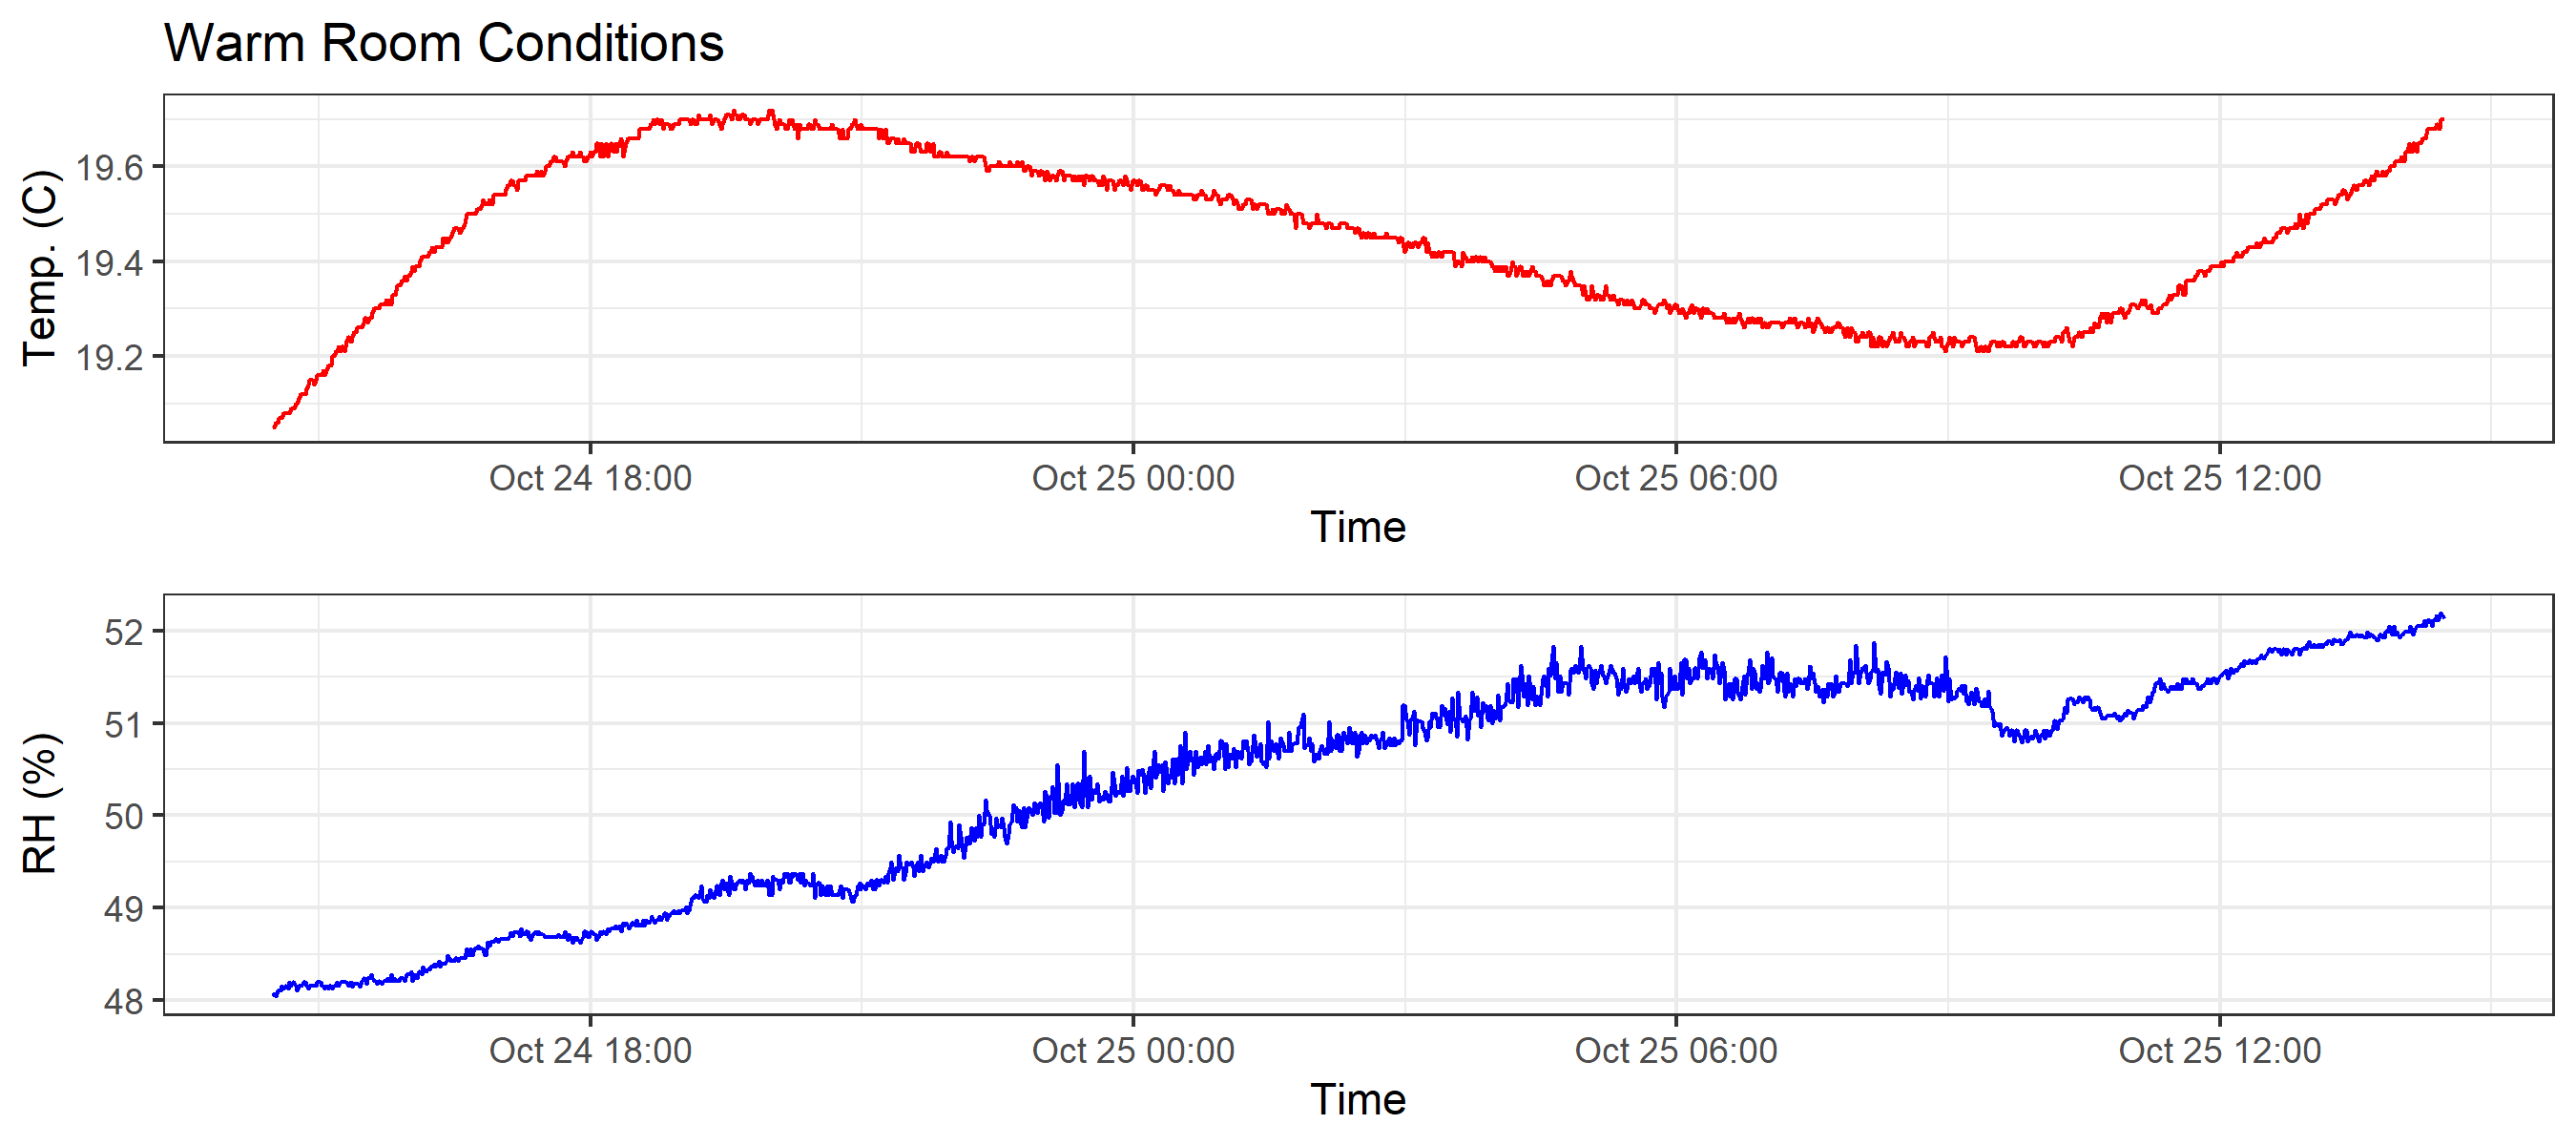 Warm Room Conditions
Temp. (C)
19.6
19.4
19.2
Oct 24 18:00 Oct 25 00:00 Oct 25 06:00 Oct 25 12:00
Time
RH (%)
52
51
50
49
48
Oct 24 18:00 Oct 25 00:00 Oct 25 06:00 Oct 25 12:00
Time